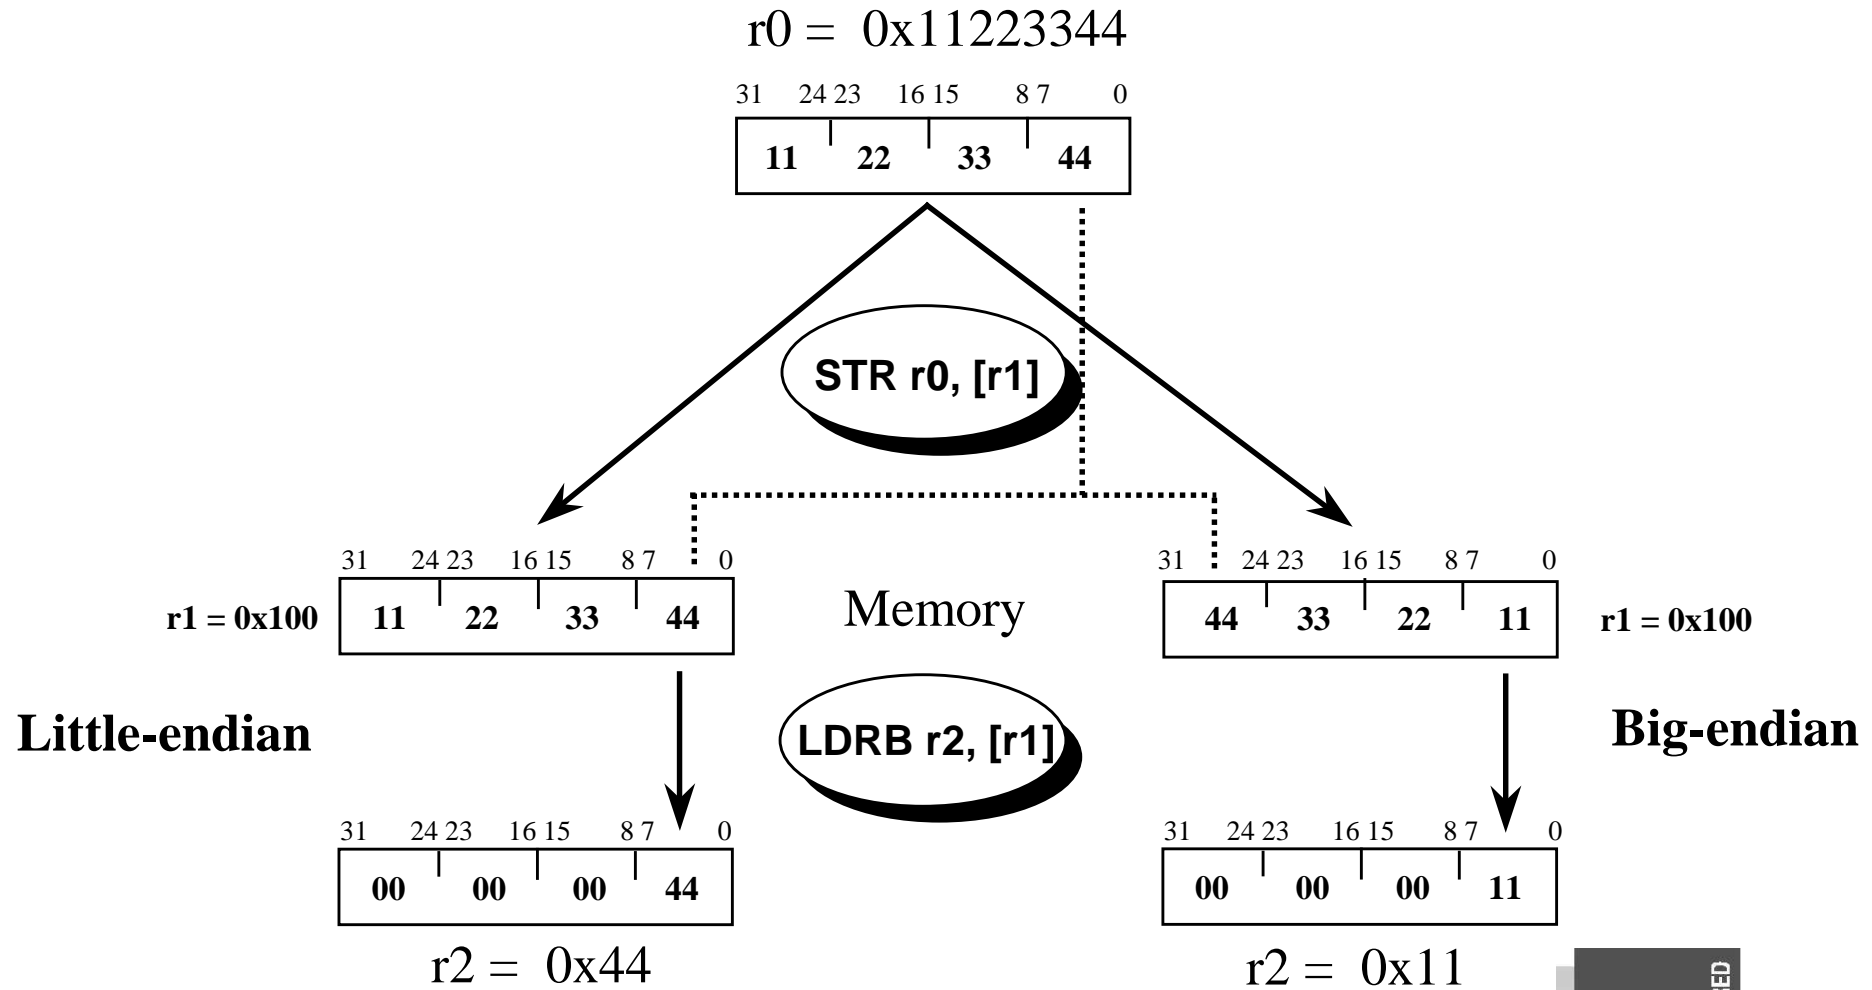 r0 = 0x11223344
31 24 23 16 15 8 7 0
11 22 33 44
STR r0, [r1]
31 24 23 16 15 8 7 0
r1 = 0x100 11 22 33 44
Memory
31 24 23 16 15 8 7 0
44 33 22 11 r1 = 0x100
Little-endian
LDRB r2, [r1]
Big-endian
31 24 23 16 15 8 7 0
00 00 00 44
r2 = 0x44
31 24 23 16 15 8 7 0
00 00 00 11
r2 = 0x11